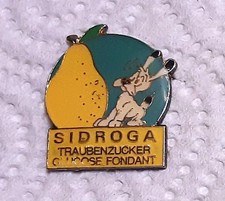 SIDROGA
TRAUBENZUCKER
GLUCOSE FONDANT